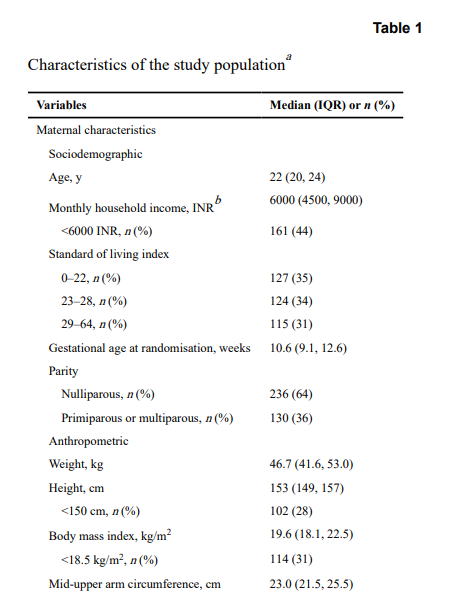 Table 1
Characteristics of the study populationᵃ
Variables Median (IQR) or n (%)
Maternal characteristics
Sociodemographic
Age, y 22 (20, 24)
Monthly household income, INRᵇ 6000 (4500, 9000)
<6000 INR, n (%) 161 (44)
Standard of living index
0–22, n (%) 127 (35)
23–28, n (%) 124 (34)
29–64, n (%) 115 (31)
Gestational age at randomisation, weeks 10.6 (9.1, 12.6)
Parity
Nulliparous, n (%) 236 (64)
Primiparous or multiparous, n (%) 130 (36)
Anthropometric
Weight, kg 46.7 (41.6, 53.0)
Height, cm 153 (149, 157)
<150 cm, n (%) 102 (28)
Body mass index, kg/m² 19.6 (18.1, 22.5)
<18.5 kg/m², n (%) 114 (31)
Mid-upper arm circumference, cm 23.0 (21.5, 25.5)